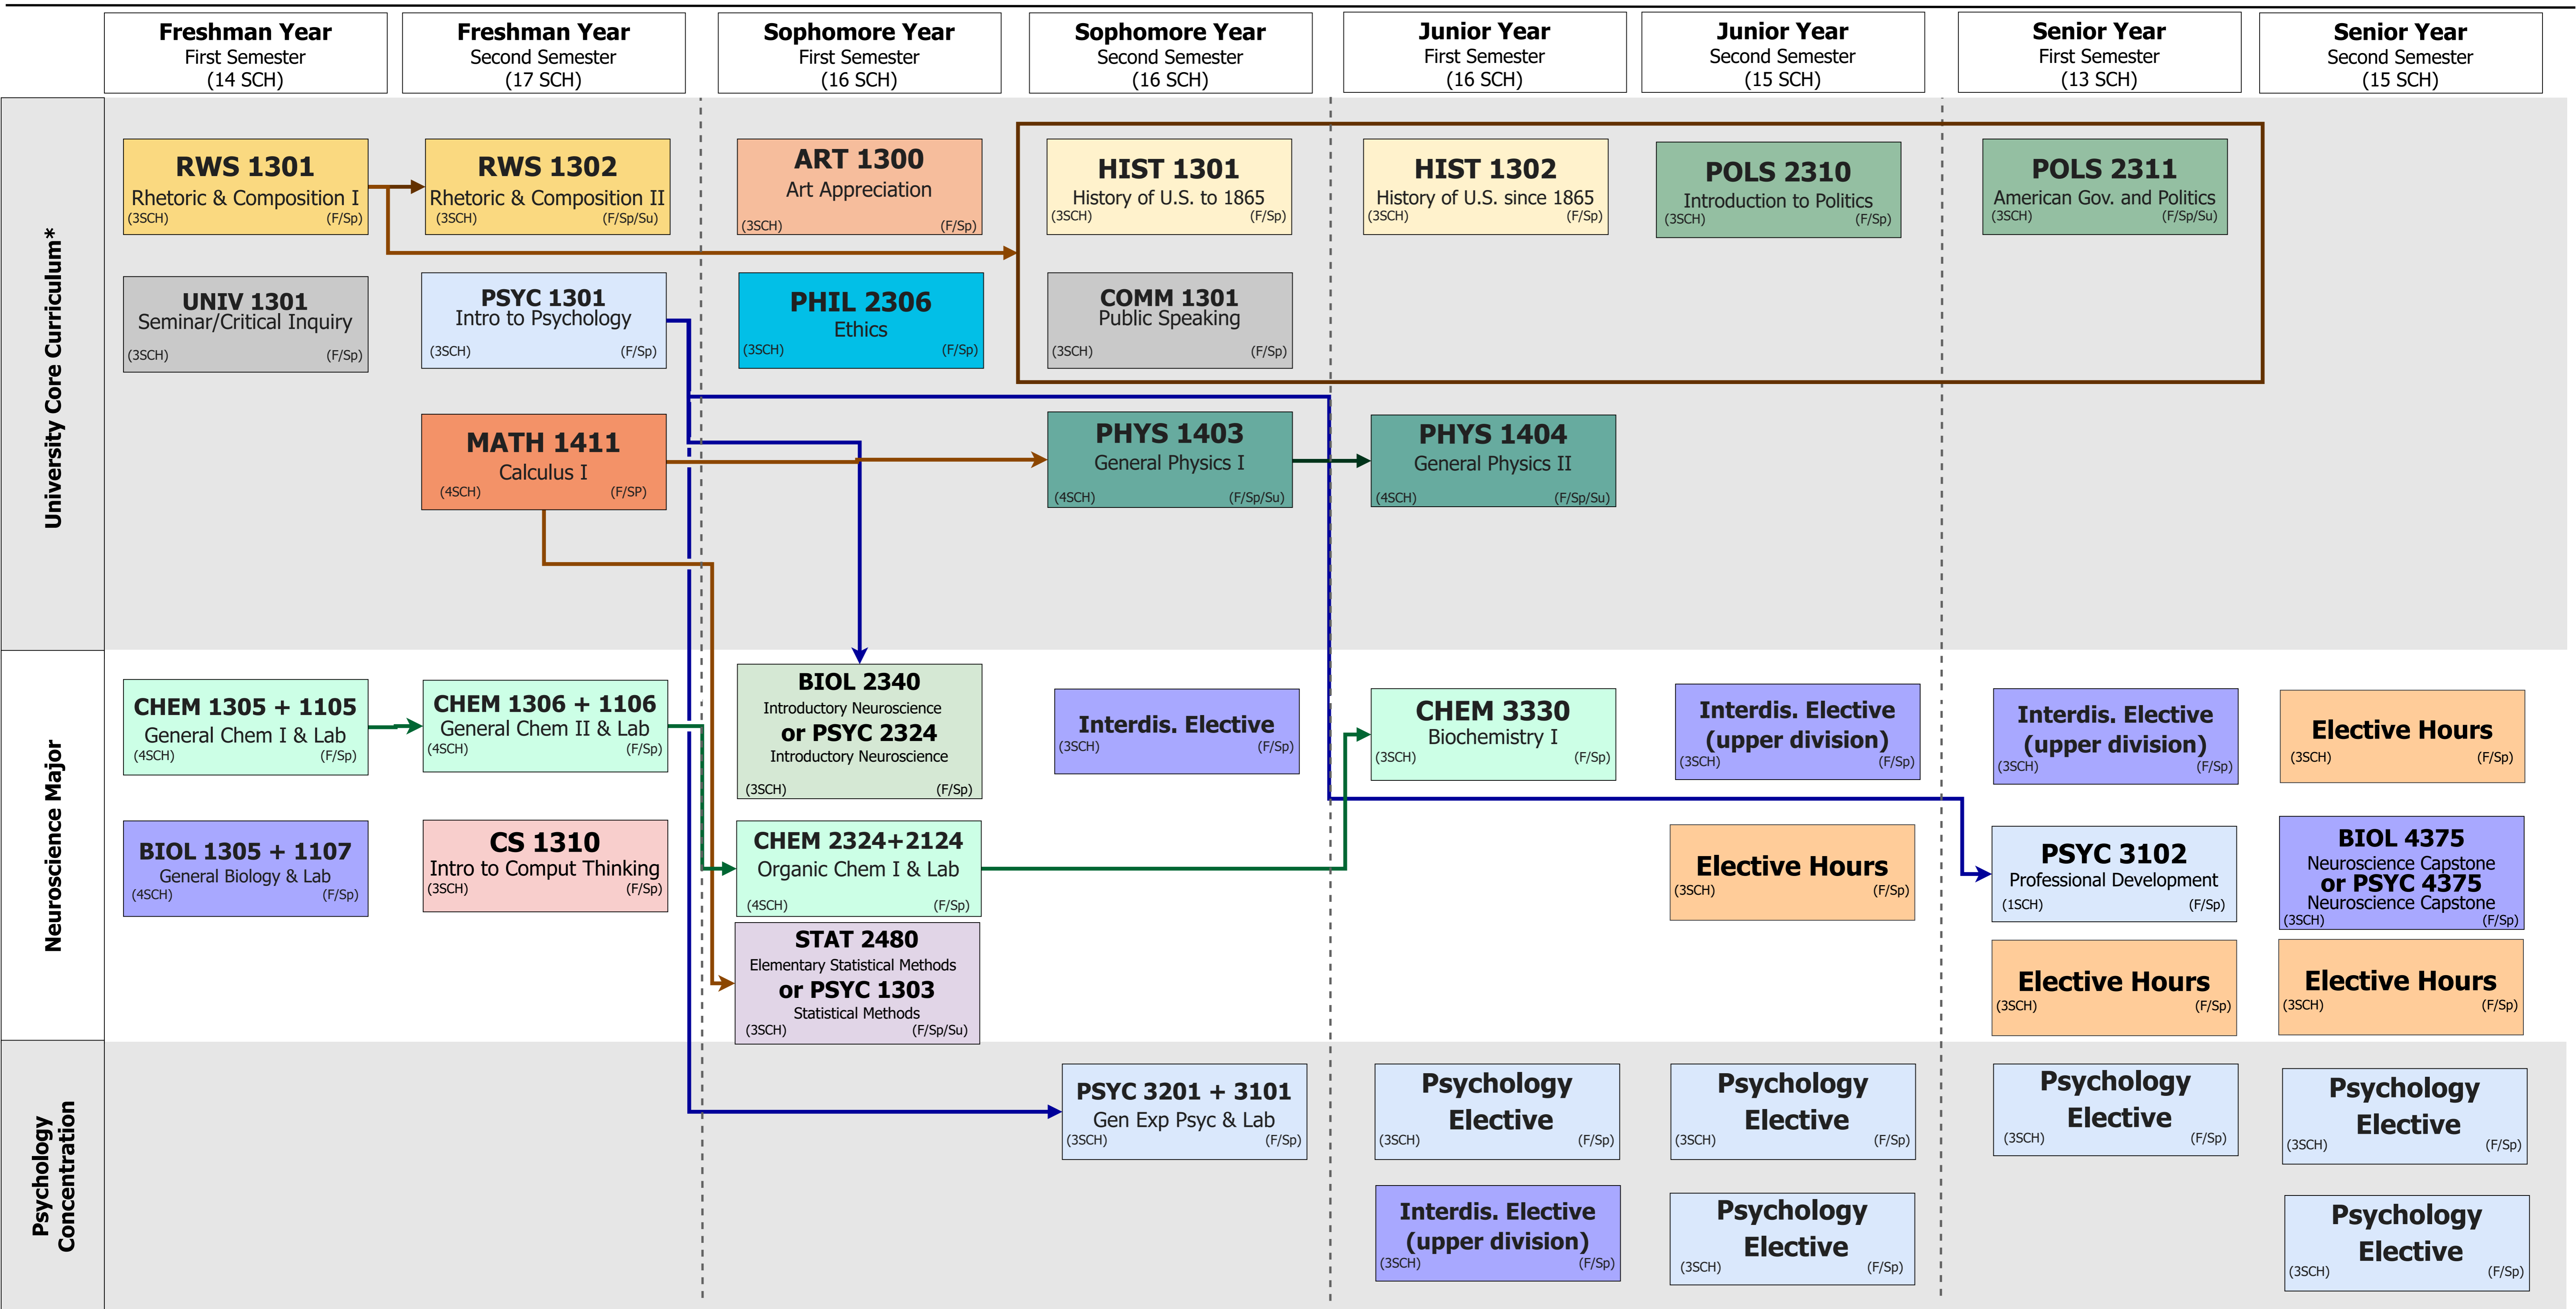 Freshman Year
First Semester
(14 SCH)
Freshman Year
Second Semester
(17 SCH)
Sophomore Year
First Semester
(16 SCH)
Sophomore Year
Second Semester
(16 SCH)
Junior Year
First Semester
(16 SCH)
Junior Year
Second Semester
(15 SCH)
Senior Year
First Semester
(13 SCH)
Senior Year
Second Semester
(15 SCH)
University Core Curriculum*
RWS 1301
Rhetoric & Composition I
(3SCH) (F/Sp)
RWS 1302
Rhetoric & Composition II
(3SCH) (F/Sp/Su)
ART 1300
Art Appreciation
(3SCH) (F/Sp)
HIST 1301
History of U.S. to 1865
(3SCH) (F/Sp)
HIST 1302
History of U.S. since 1865
(3SCH) (F/Sp)
POLS 2310
Introduction to Politics
(3SCH) (F/Sp)
POLS 2311
American Gov. and Politics
(3SCH) (F/Sp/Su)
UNIV 1301
Seminar/Critical Inquiry
(3SCH) (F/Sp)
PSYC 1301
Intro to Psychology
(3SCH) (F/Sp)
PHIL 2306
Ethics
(3SCH) (F/Sp)
COMM 1301
Public Speaking
(3SCH) (F/Sp)
MATH 1411
Calculus I
(4SCH) (F/SP)
PHYS 1403
General Physics I
(4SCH) (F/Sp/Su)
PHYS 1404
General Physics II
(4SCH) (F/Sp/Su)
Neuroscience Major
CHEM 1305 + 1105
General Chem I & Lab
(4SCH) (F/Sp)
CHEM 1306 + 1106
General Chem II & Lab
(4SCH) (F/Sp)
BIOL 2340
Introductory Neuroscience
or PSYC 2324
Introductory Neuroscience
(3SCH) (F/Sp)
Interdis. Elective
(3SCH) (F/Sp)
CHEM 3330
Biochemistry I
(3SCH) (F/Sp)
Interdis. Elective
(upper division)
(3SCH) (F/Sp)
Interdis. Elective
(upper division)
(3SCH) (F/Sp)
Elective Hours
(3SCH) (F/Sp)
BIOL 1305 + 1107
General Biology & Lab
(4SCH) (F/Sp)
CS 1310
Intro to Comput Thinking
(3SCH) (F/Sp)
CHEM 2324+2124
Organic Chem I & Lab
(4SCH) (F/Sp)
Elective Hours
(3SCH) (F/Sp)
PSYC 3102
Professional Development
(1SCH) (F/Sp)
BIOL 4375
Neuroscience Capstone
or PSYC 4375
Neuroscience Capstone
(3SCH) (F/Sp)
STAT 2480
Elementary Statistical Methods
or PSYC 1303
Statistical Methods
(3SCH) (F/Sp/Su)
Elective Hours
(3SCH) (F/Sp)
Elective Hours
(3SCH) (F/Sp)
Psychology
Concentration
PSYC 3201 + 3101
Gen Exp Psyc & Lab
(3SCH) (F/Sp)
Psychology
Elective
(3SCH) (F/Sp)
Psychology
Elective
(3SCH) (F/Sp)
Psychology
Elective
(3SCH) (F/Sp)
Psychology
Elective
(3SCH) (F/Sp)
Interdis. Elective
(upper division)
(3SCH) (F/Sp)
Psychology
Elective
(3SCH) (F/Sp)
Psychology
Elective
(3SCH) (F/Sp)